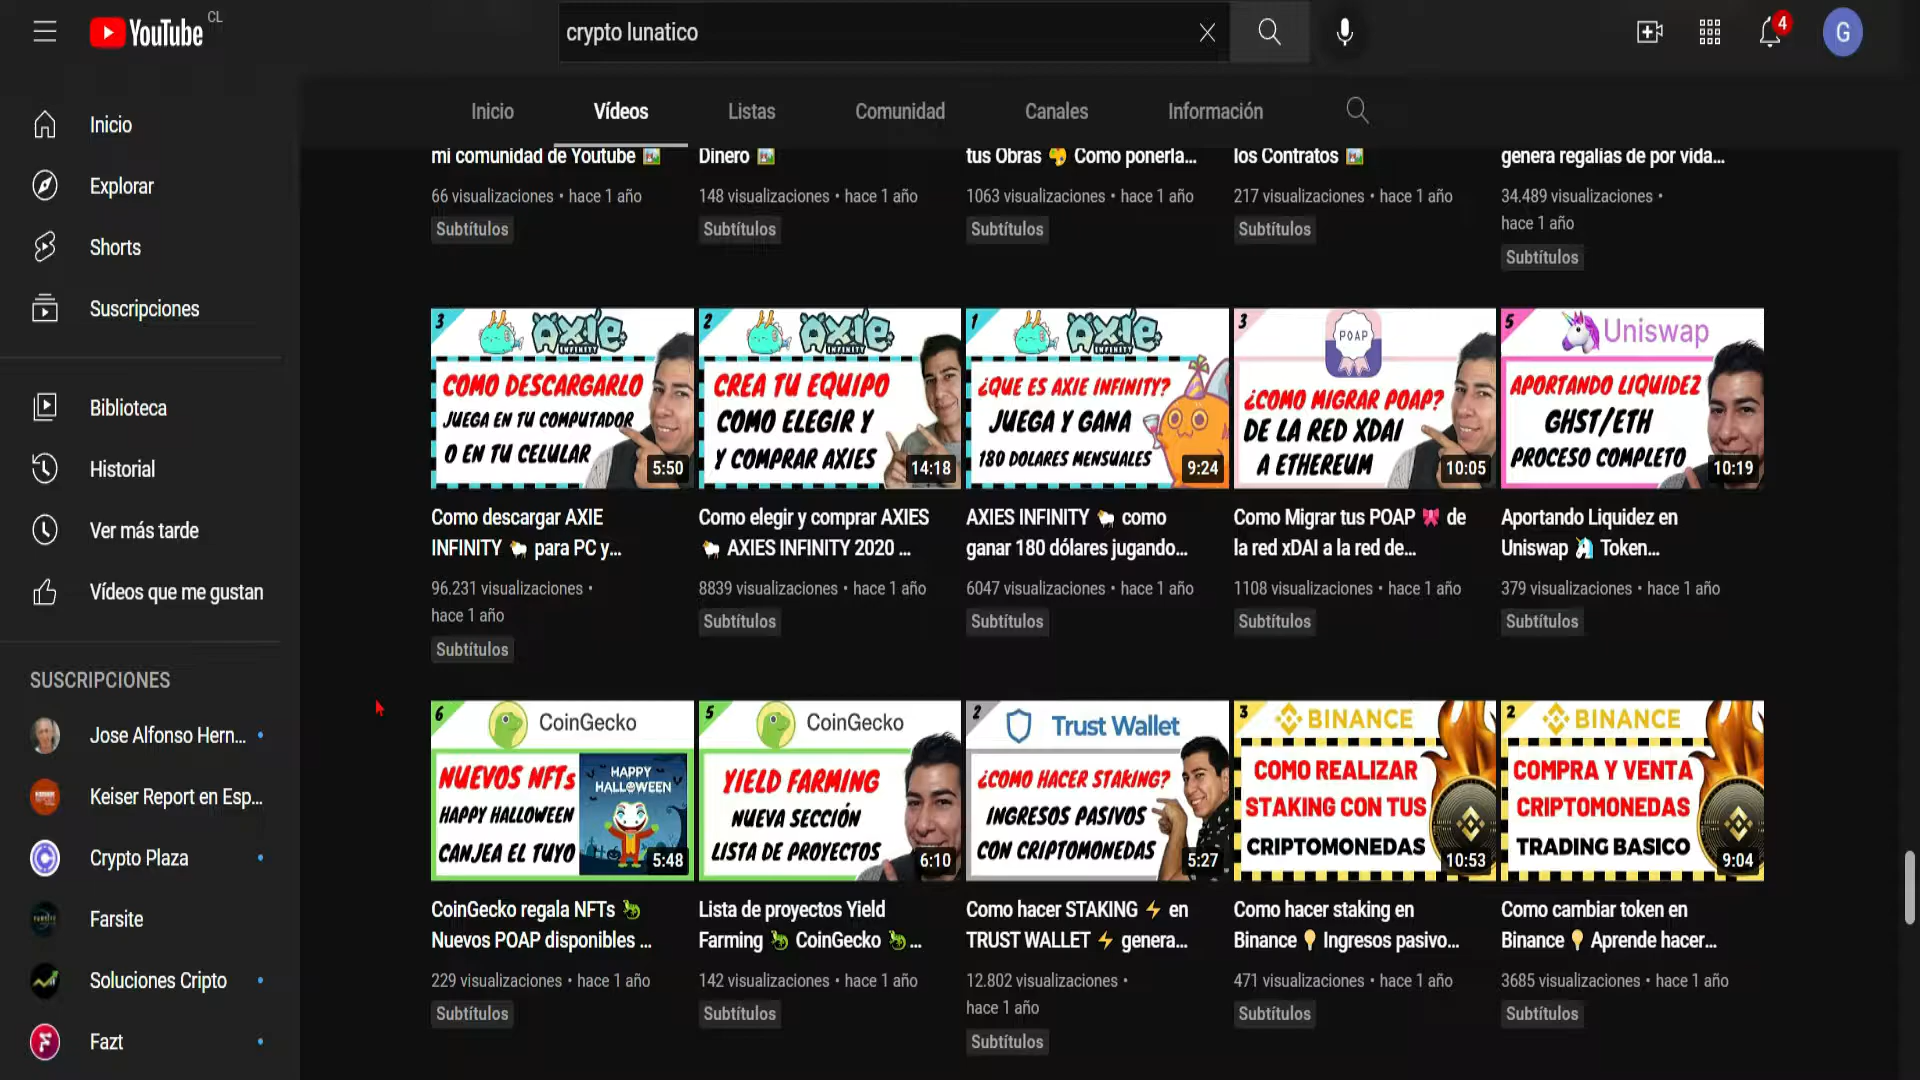 YouTube CL
crypto lunatico
4
G
Inicio
Explorar
Shorts
Suscripciones
Biblioteca
Historial
Ver más tarde
Vídeos que me gustan
SUSCRIPCIONES
Jose Alfonso Hern...
Keiser Report en Esp...
Crypto Plaza
Farsite
Soluciones Cripto
Fazt
Inicio Vídeos Listas Comunidad Canales Información
mi comunidad de Youtube
66 visualizaciones • hace 1 año
Subtítulos
Dinero
148 visualizaciones • hace 1 año
Subtítulos
tus Obras Como ponerla...
1063 visualizaciones • hace 1 año
Subtítulos
los Contratos
217 visualizaciones • hace 1 año
Subtítulos
genera regalías de por vida...
34.489 visualizaciones •
hace 1 año
Subtítulos
3
AXIE
INFINITY
COMO DESCARGARLO
JUEGA EN TU COMPUTADOR
O EN TU CELULAR
5:50
Como descargar AXIE
INFINITY 🐑 para PC y...
96.231 visualizaciones •
hace 1 año
Subtítulos
2
AXIE
INFINITY
CREA TU EQUIPO
COMO ELEGIR Y
Y COMPRAR AXIES
14:18
Como elegir y comprar AXIES
🐑 AXIES INFINITY 2020 ...
8839 visualizaciones • hace 1 año
Subtítulos
1
AXIE
INFINITY
¿QUE ES AXIE INFINITY?
JUEGA Y GANA
180 DOLARES MENSUALES
9:24
AXIES INFINITY 🐑 como
ganar 180 dólares jugando...
6047 visualizaciones • hace 1 año
Subtítulos
3
POAP
¿COMO MIGRAR POAP?
DE LA RED XDAI
A ETHEREUM
10:05
Como Migrar tus POAP 🎀 de
la red xDAI a la red de...
1108 visualizaciones • hace 1 año
Subtítulos
5
Uniswap
APORTANDO LIQUIDEZ
GHST/ETH
PROCESO COMPLETO
10:19
Aportando Liquidez en
Uniswap 🦄 Token...
379 visualizaciones • hace 1 año
Subtítulos
6
CoinGecko
NUEVOS NFTs
HAPPY HALLOWEEN
CANJEA EL TUYO
HAPPY
HALLOWEEN
5:48
CoinGecko regala NFTs 🦎
Nuevos POAP disponibles ...
229 visualizaciones • hace 1 año
Subtítulos
5
CoinGecko
YIELD FARMING
NUEVA SECCIÓN
LISTA DE PROYECTOS
6:10
Lista de proyectos Yield
Farming 🦎 CoinGecko 🦎...
142 visualizaciones • hace 1 año
Subtítulos
2
Trust Wallet
¿COMO HACER STAKING?
INGRESOS PASIVOS
CON CRIPTOMONEDAS
5:27
Como hacer STAKING ⚡ en
TRUST WALLET ⚡ genera...
12.802 visualizaciones •
hace 1 año
Subtítulos
3
BINANCE
COMO REALIZAR
STAKING CON TUS
CRIPTOMONEDAS
10:53
Como hacer staking en
Binance 💡 Ingresos pasivo...
471 visualizaciones • hace 1 año
Subtítulos
2
BINANCE
COMPRA Y VENTA
CRIPTOMONEDAS
TRADING BASICO
9:04
Como cambiar token en
Binance 💡 Aprende hacer...
3685 visualizaciones • hace 1 año
Subtítulos